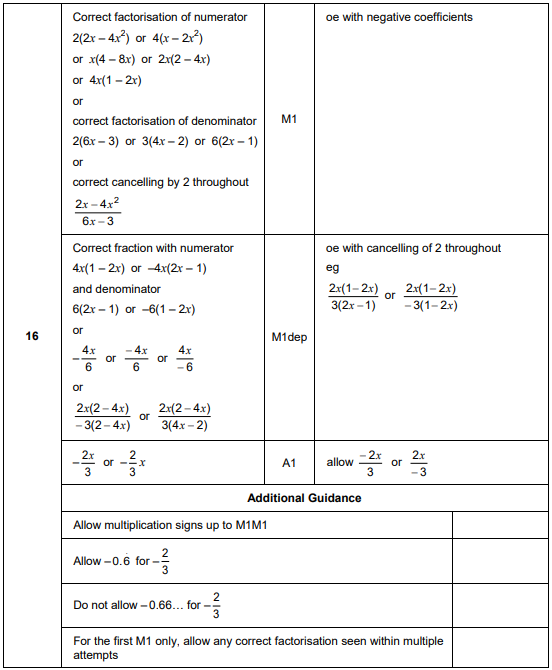 Correct factorisation of numerator
2(2x – 4x²) or 4(x – 2x²)
or x(4 – 8x) or 2x(2 – 4x)
or 4x(1 – 2x)
or
correct factorisation of denominator
2(6x – 3) or 3(4x – 2) or 6(2x – 1)
or
correct cancelling by 2 throughout
(2x – 4x²)/(6x – 3)
M1
oe with negative coefficients
16
Correct fraction with numerator
4x(1 – 2x) or –4x(2x – 1)
and denominator
6(2x – 1) or –6(1 – 2x)
or
–4x/6 or –4x/6 or 4x/–6
or
2x(2 – 4x)/–3(2 – 4x) or 2x(2 – 4x)/3(4x – 2)
M1dep
oe with cancelling of 2 throughout
eg
2x(1 – 2x)/3(2x – 1) or 2x(1 – 2x)/–3(1 – 2x)
–2x/3 or –2/3 x
A1
allow –2x/3 or 2x/–3
Additional Guidance
Allow multiplication signs up to M1M1
Allow –0.6̇ for –2/3
Do not allow –0.66… for –2/3
For the first M1 only, allow any correct factorisation seen within multiple
attempts